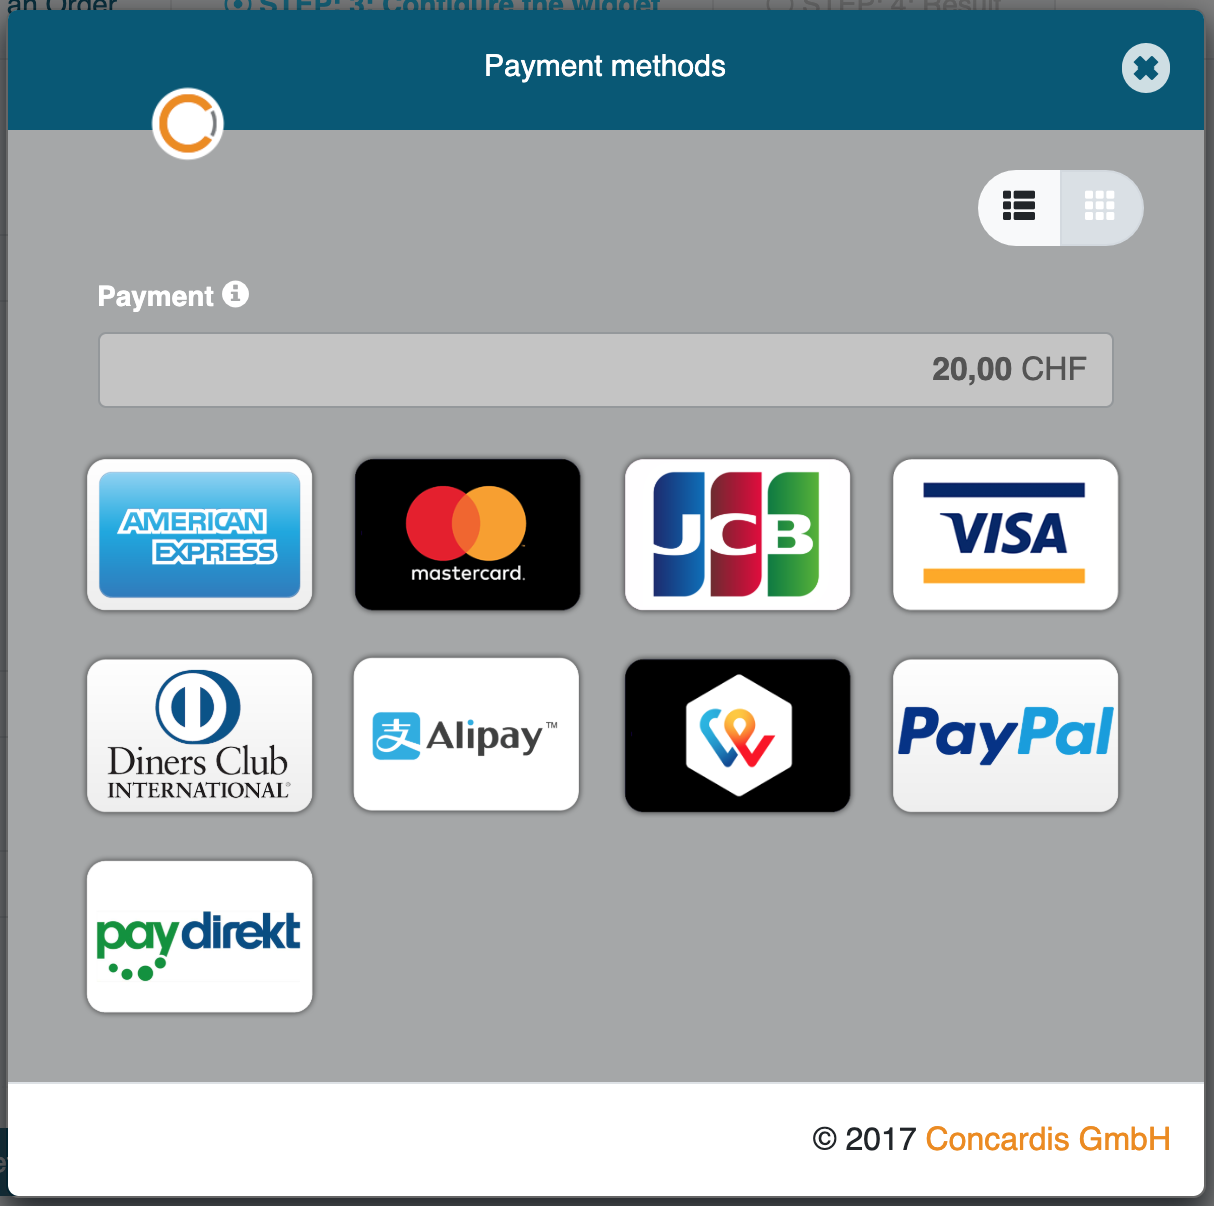 an Order
STEP: 3: Configure the widget
STEP: 4: Result
Payment methods
Payment
20,00 CHF
AMERICAN
EXPRESS
mastercard.
JCB
VISA
Diners Club
INTERNATIONAL®
支 Alipay™
PayPal
paydirekt
© 2017 Concardis GmbH